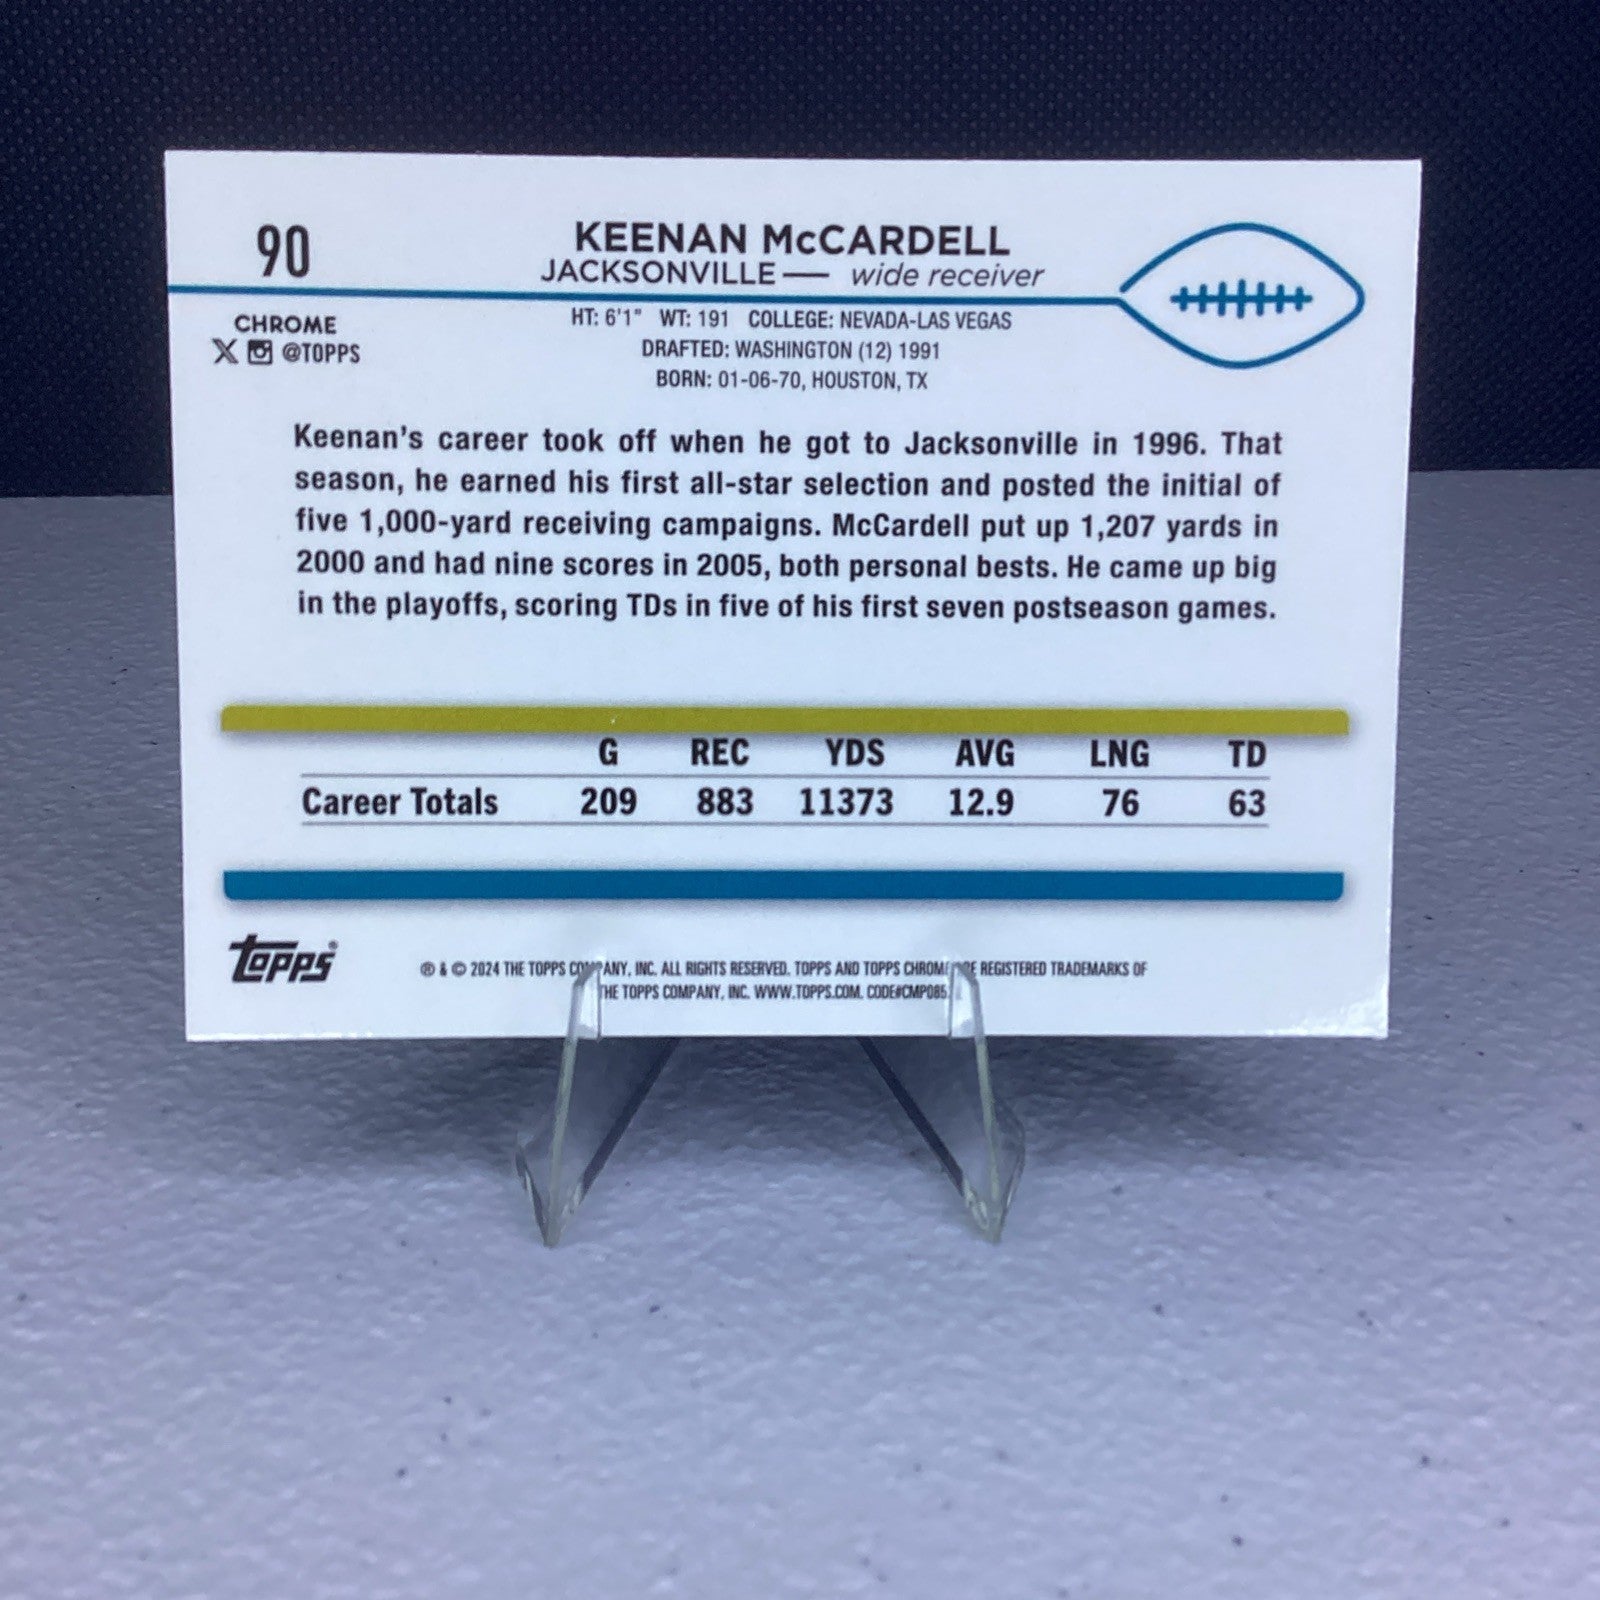 90
KEENAN McCARDELL
JACKSONVILLE — wide receiver
CHROME
X @TOPPS
HT: 6'1" WT: 191 COLLEGE: NEVADA-LAS VEGAS
DRAFTED: WASHINGTON (12) 1991
BORN: 01-06-70, HOUSTON, TX
Keenan's career took off when he got to Jacksonville in 1996. That
season, he earned his first all-star selection and posted the initial of
five 1,000-yard receiving campaigns. McCardell put up 1,207 yards in
2000 and had nine scores in 2005, both personal bests. He came up big
in the playoffs, scoring TDs in five of his first seven postseason games.
G REC YDS AVG LNG TD
Career Totals 209 883 11373 12.9 76 63
topps®
® & © 2024 THE TOPPS COMPANY, INC. ALL RIGHTS RESERVED. TOPPS AND TOPPS CHROME ARE REGISTERED TRADEMARKS OF
THE TOPPS COMPANY, INC. WWW.TOPPS.COM. CODE#CMP085